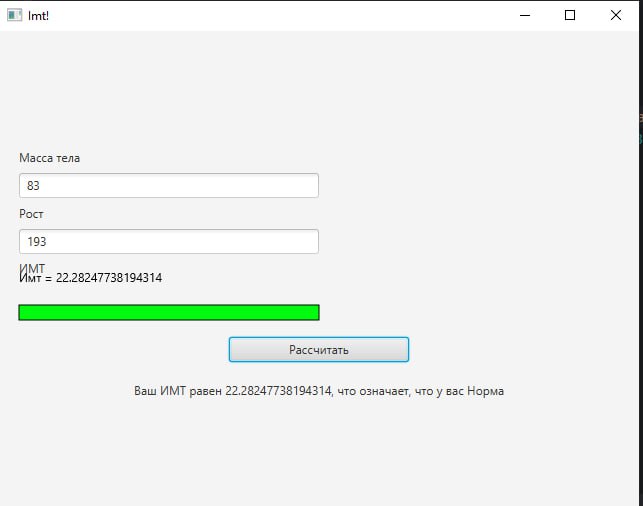 Imt!
Масса тела
83
Рост
193
ИМТ
Имт = 22.28247738194314
Рассчитать
Ваш ИМТ равен 22.28247738194314, что означает, что у вас Норма